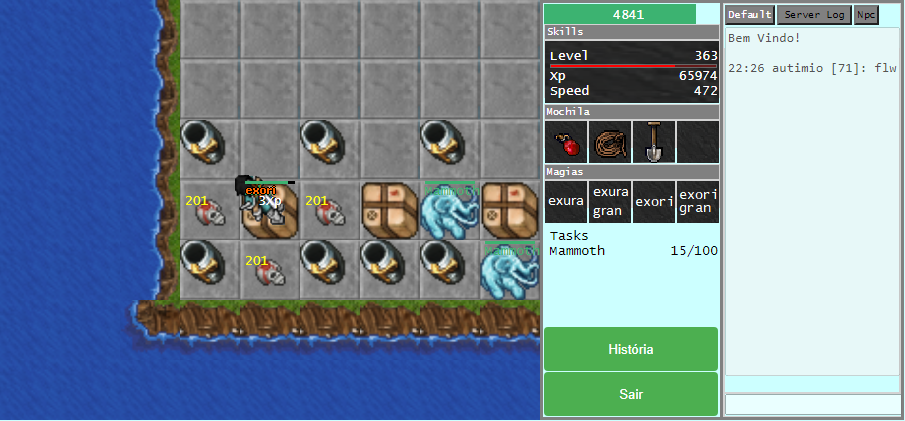 4841
Default Server Log Npc
Skills
Bem Vindo!
Level 363
22:26 autimio [71]: flw
Xp 65974
Speed 472
Mochila
Magias
exori
201 3Xp 201
exura exura gran exori exori gran
Tasks
Mammoth 15/100
201
História
Sair